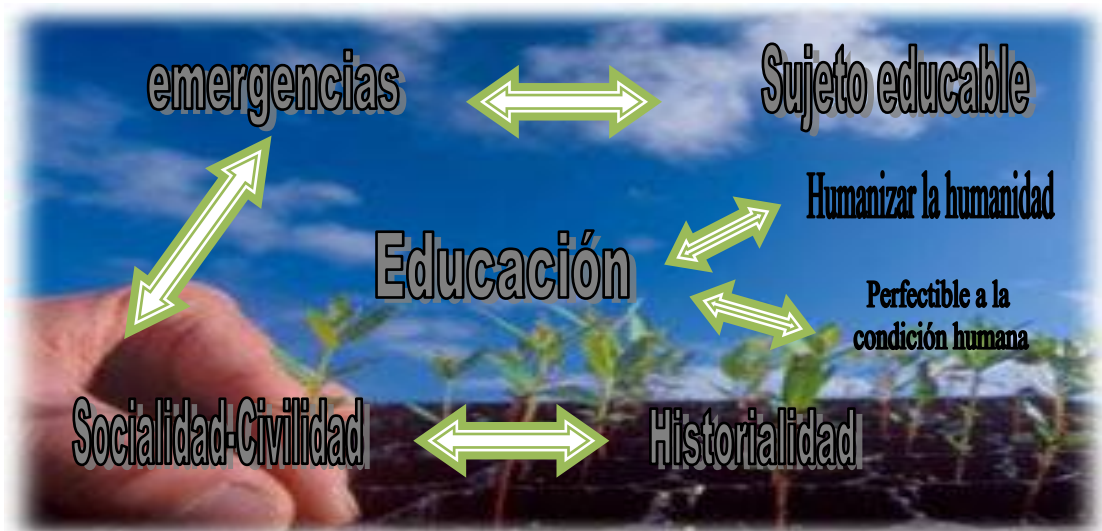 emergencias
Sujeto educable
Humanizar la humanidad
Educación
Perfectible a la
condición humana
Socialidad-Civilidad
Historialidad